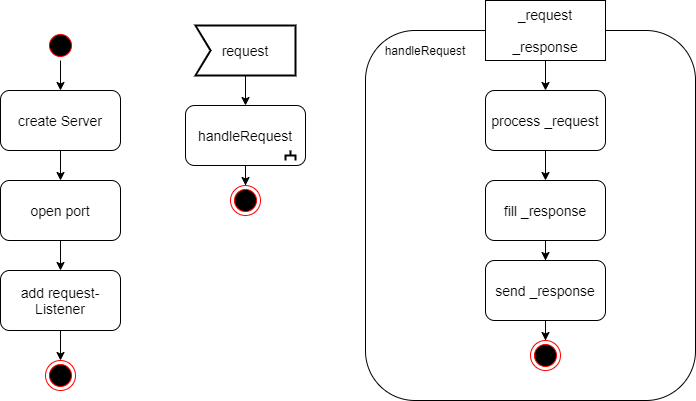 create Server
open port
add request-
Listener
request
handleRequest
handleRequest
_request
_response
process _request
fill _response
send _response